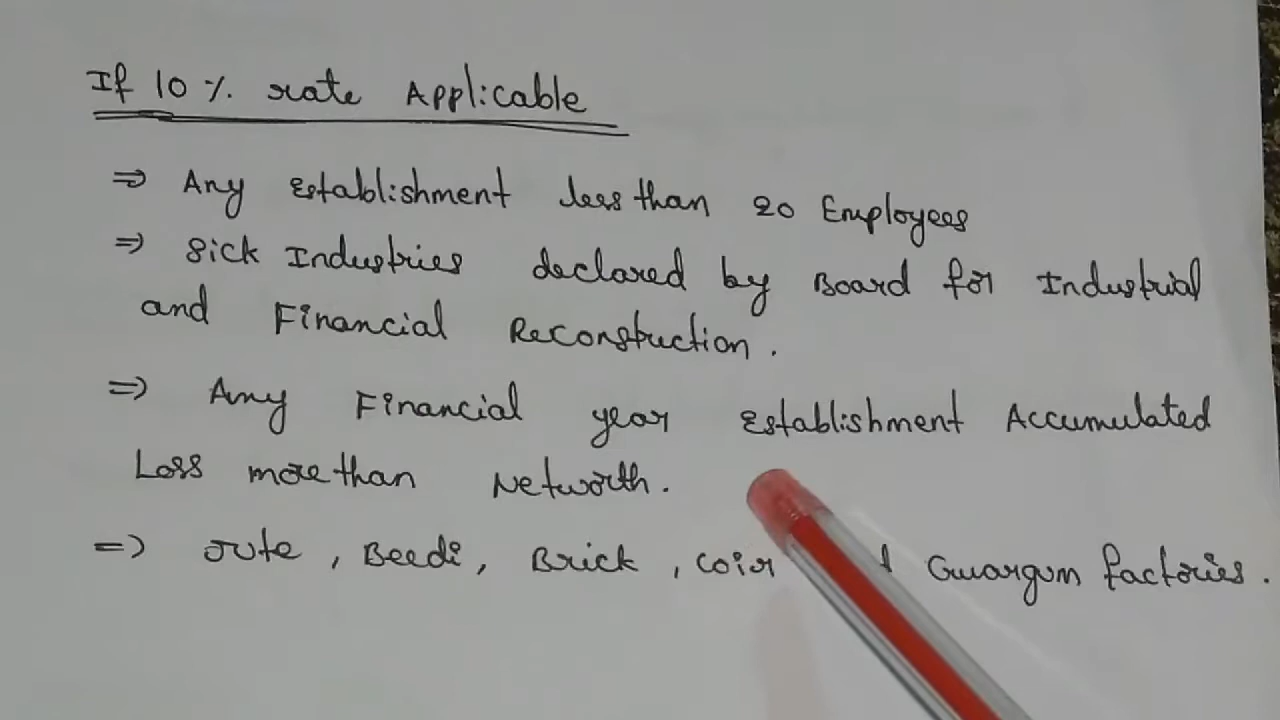 If 10 % rate Applicable
⇒ Any Establishment less than 20 Employees
⇒ Sick Industries declared by Board for Industrial
and Financial Reconstruction.
⇒ Any Financial year Establishment Accumulated
Loss more than Networth.
⇒ Jute, Beedi, Brick, coir Gwargum factories.